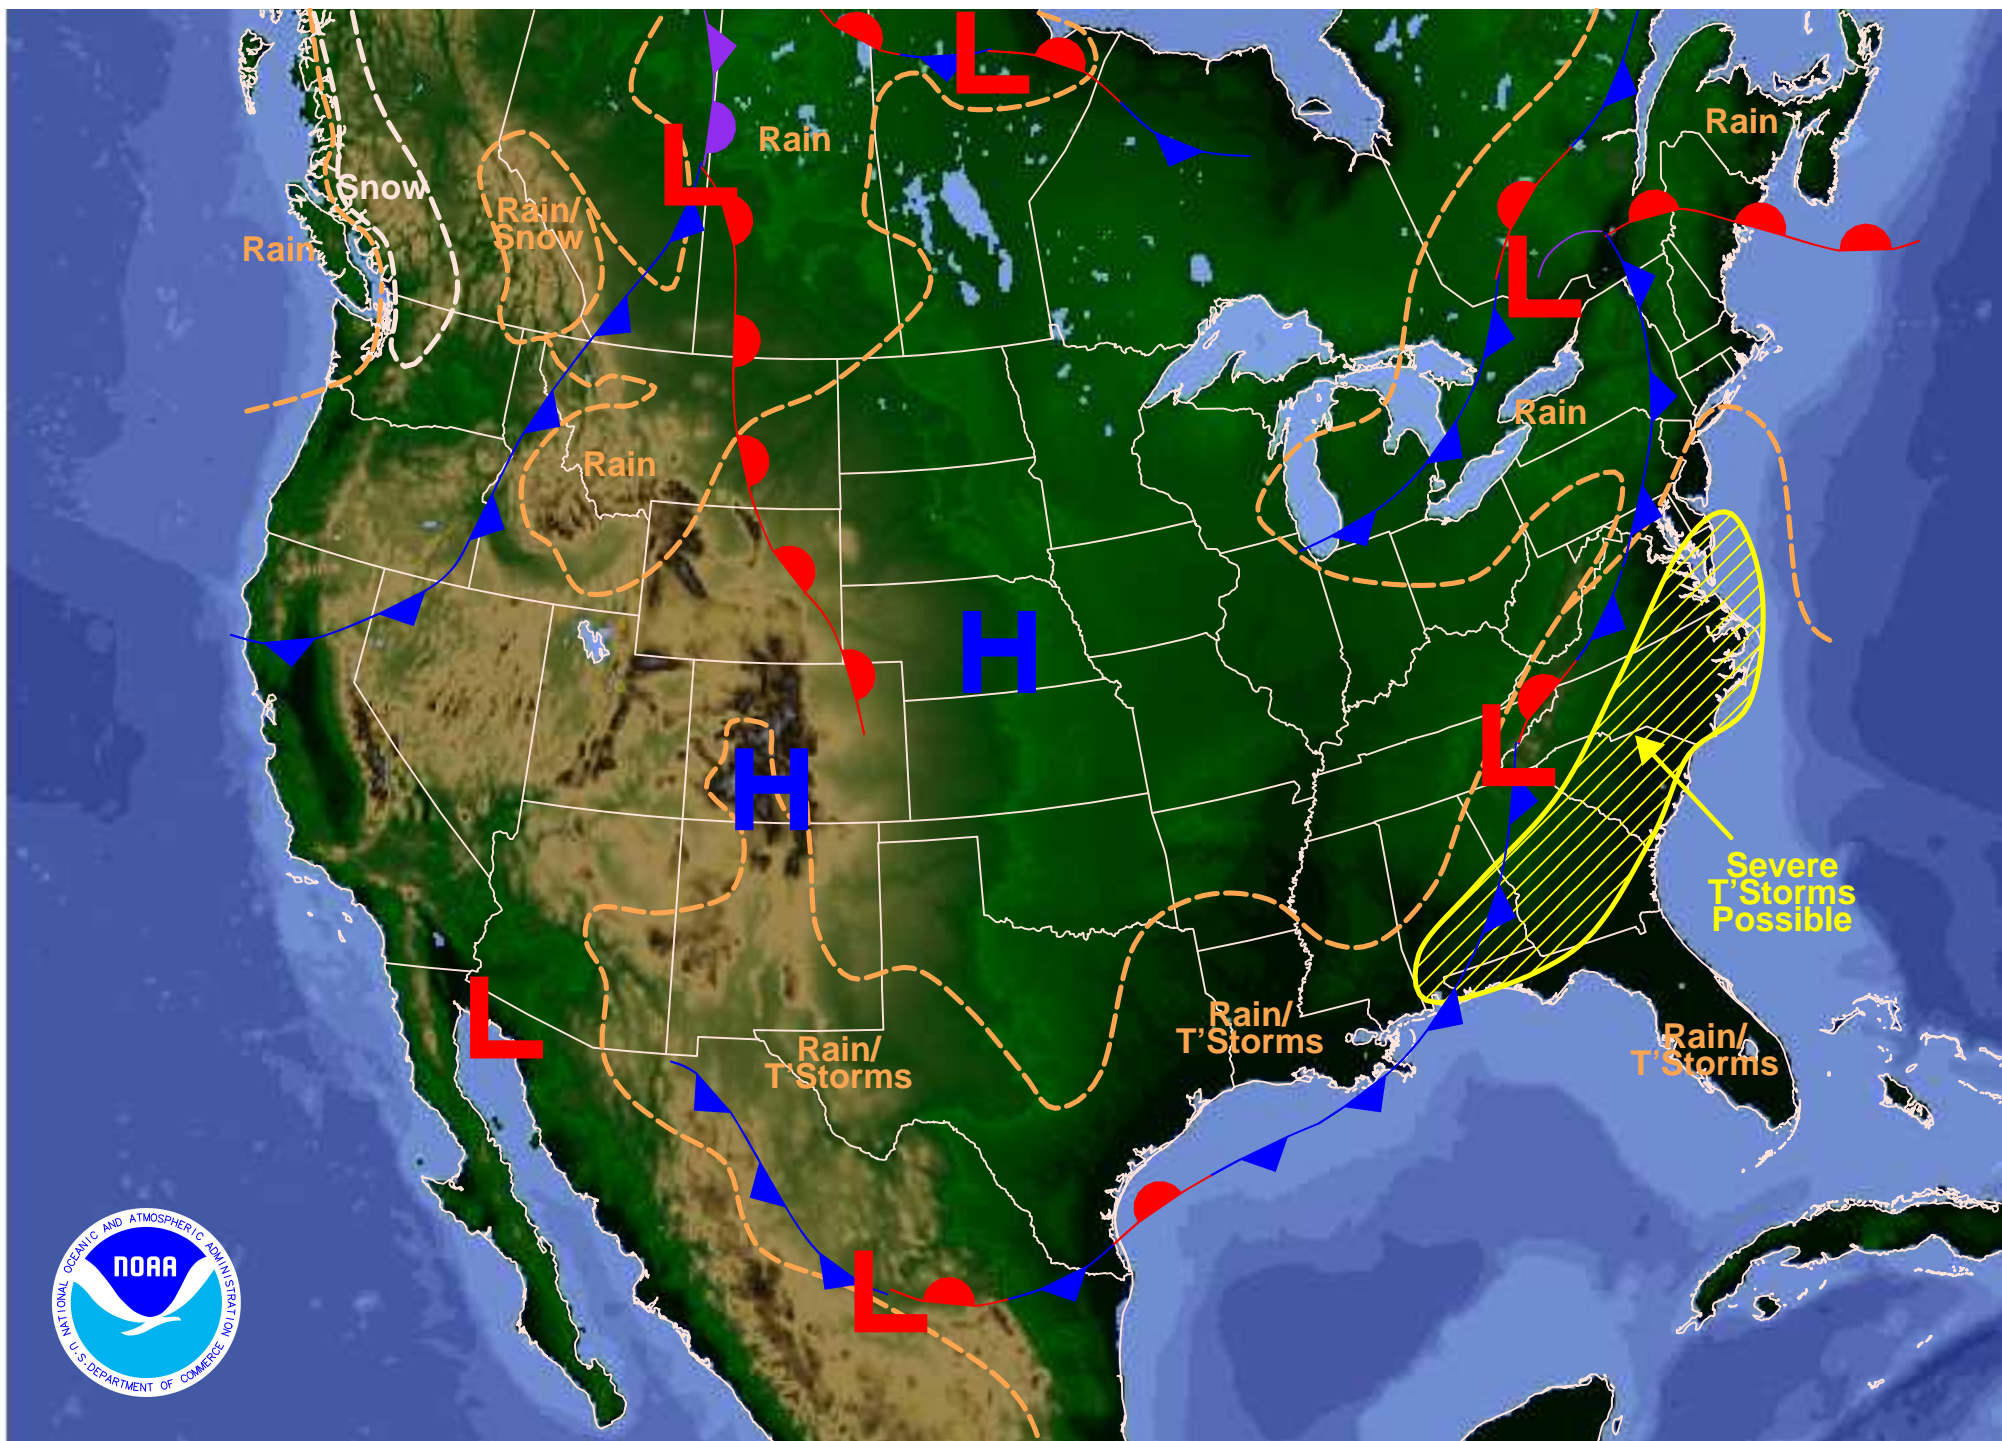 L
Rain
L
Rain
Snow
Rain/
Snow
Rain
L
Rain
Rain
H
L
H
Severe
T'Storms
Possible
L
Rain/
T'Storms
Rain/
T'Storms
Rain/
T'Storms
L
NATIONAL OCEANIC AND ATMOSPHERIC ADMINISTRATION
NOAA
U.S. DEPARTMENT OF COMMERCE